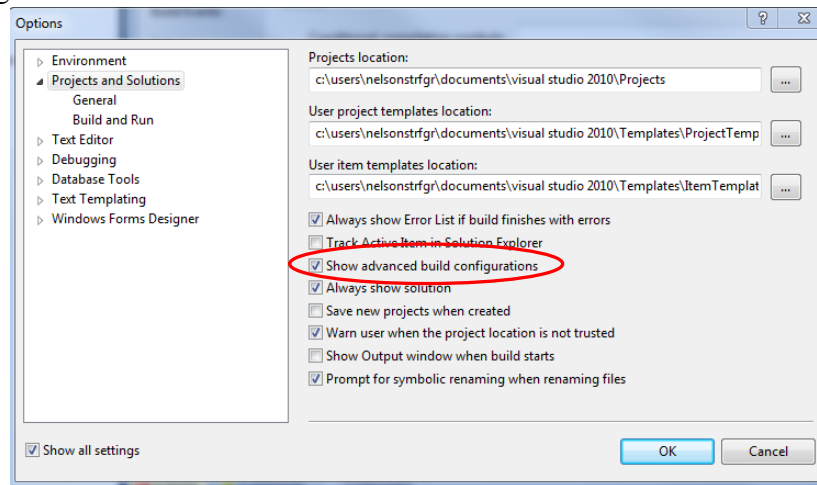 Options
Environment
Projects and Solutions
General
Build and Run
Text Editor
Debugging
Database Tools
Text Templating
Windows Forms Designer
Projects location:
c:\users\nelsonstrfgr\documents\visual studio 2010\Projects
...
User project templates location:
c:\users\nelsonstrfgr\documents\visual studio 2010\Templates\ProjectTemp
...
User item templates location:
c:\users\nelsonstrfgr\documents\visual studio 2010\Templates\ItemTemplat
...
Always show Error List if build finishes with errors
Track Active Item in Solution Explorer
Show advanced build configurations
Always show solution
Save new projects when created
Warn user when the project location is not trusted
Show Output window when build starts
Prompt for symbolic renaming when renaming files
Show all settings
OK
Cancel